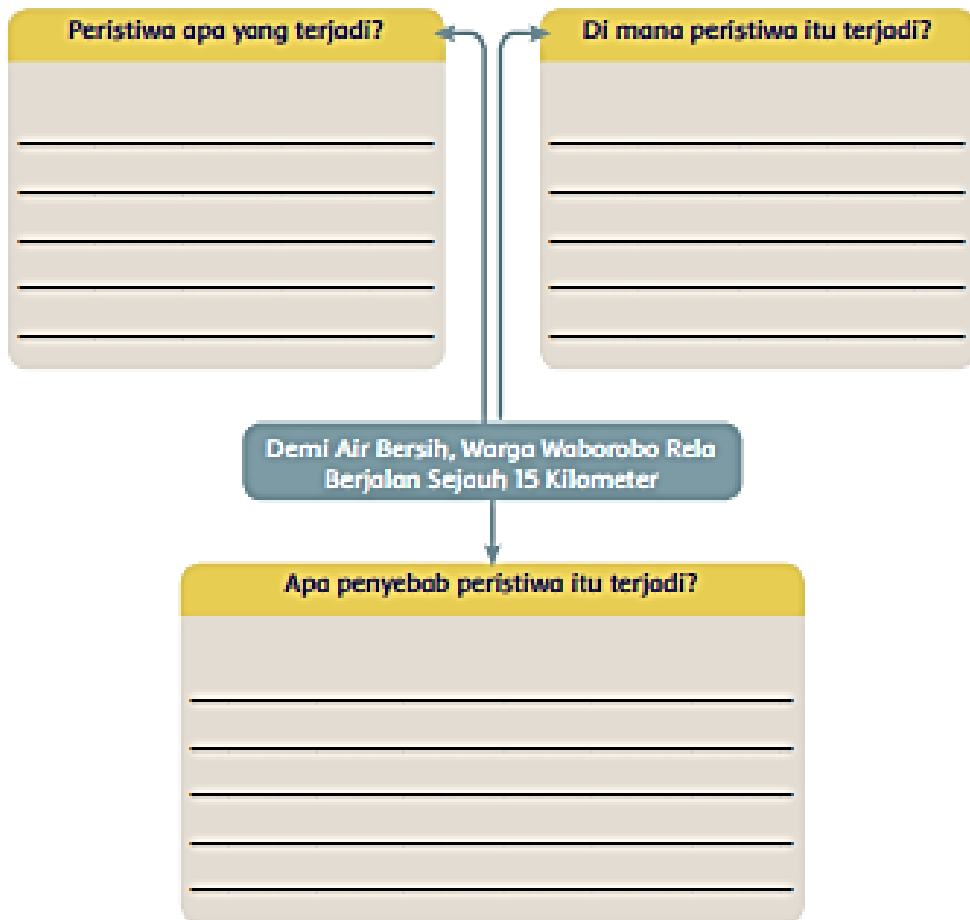 Peristiwa apa yang terjadi?
Di mana peristiwa itu terjadi?
Demi Air Bersih, Warga Waborobo Rela
Berjalan Sejauh 15 Kilometer
Apa penyebab peristiwa itu terjadi?